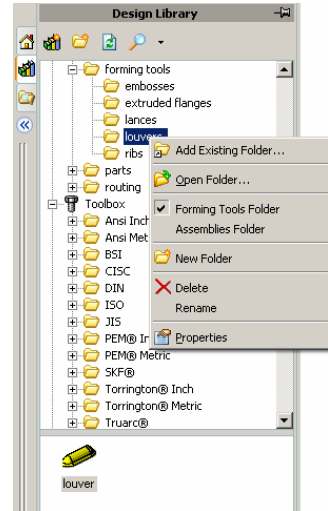 Design Library
forming tools
embosses
extruded flanges
lances
louvers
ribs
parts
routing
Toolbox
Ansi Inch
Ansi Met
BSI
CISC
DIN
ISO
JIS
PEM® In
PEM® Metric
SKF®
Torrington® Inch
Torrington® Metric
Truarc®
Add Existing Folder...
Open Folder...
Forming Tools Folder
Assemblies Folder
New Folder
Delete
Rename
Properties
louver